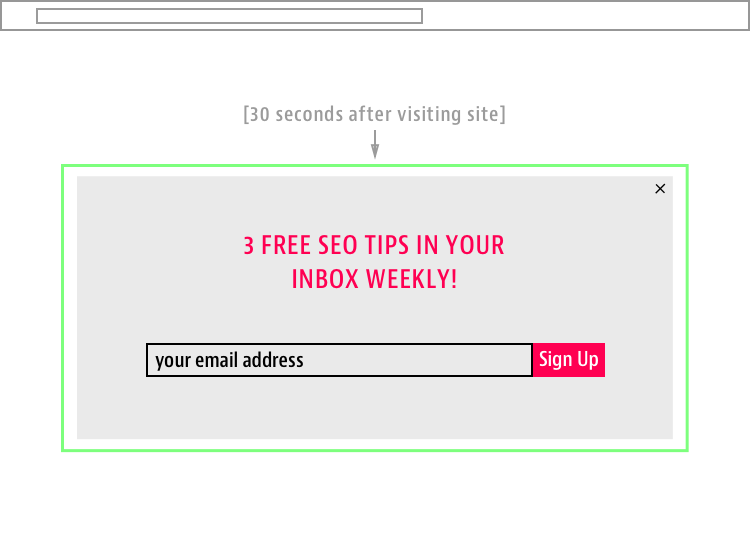 [30 seconds after visiting site]
×
3 FREE SEO TIPS IN YOUR
INBOX WEEKLY!
your email address
Sign Up